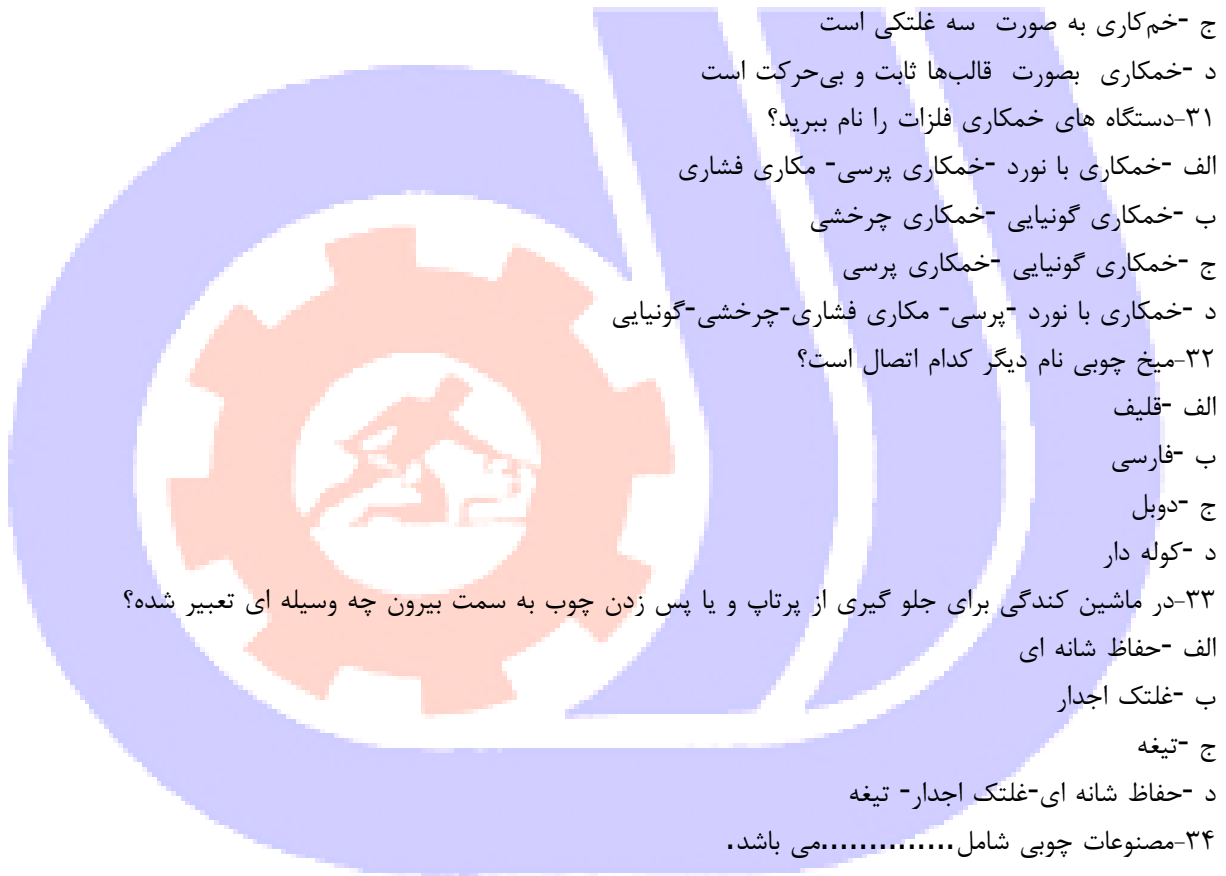 ج -خم‌کاری به صورت سه غلتکی است
د -خمکاری بصورت قالب‌ها ثابت و بی‌حرکت است
۳۱-دستگاه های خمکاری فلزات را نام ببرید؟
الف -خمکاری با نورد -خمکاری پرسی- مکاری فشاری
ب -خمکاری گونیایی -خمکاری چرخشی
ج -خمکاری گونیایی -خمکاری پرسی
د -خمکاری با نورد -پرسی- مکاری فشاری-چرخشی-گونیایی
۳۲-میخ چوبی نام دیگر کدام اتصال است؟
الف -قلیف
ب -فارسی
ج -دوبل
د -کوله دار
۳۳-در ماشین کندگی برای جلو گیری از پرتاپ و یا پس زدن چوب به سمت بیرون چه وسیله ای تعبیر شده؟
الف -حفاظ شانه ای
ب -غلتک اجدار
ج -تیغه
د -حفاظ شانه ای-غلتک اجدار- تیغه
۳۴-مصنوعات چوبی شامل...............می باشد.